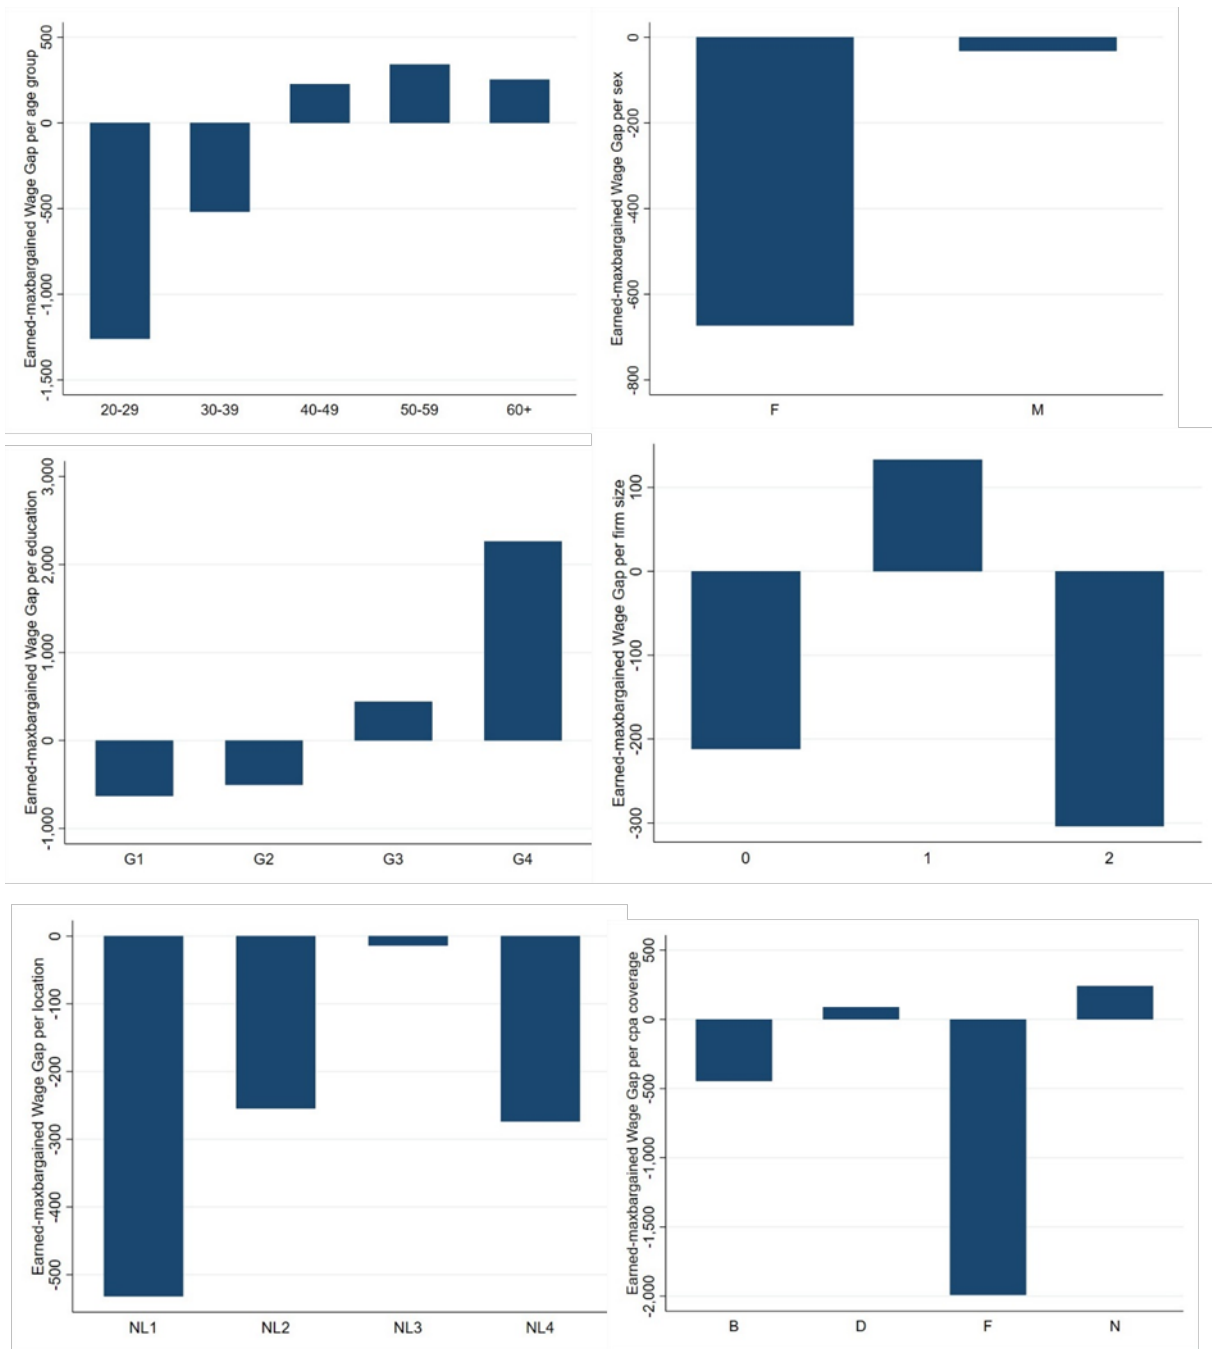 Earned-maxbargained Wage Gap per age group
500
0
-500
-1,000
-1,500
20-29 30-39 40-49 50-59 60+
Earned-maxbargained Wage Gap per sex
0
-200
-400
-600
-800
F M
Earned-maxbargained Wage Gap per education
3,000
2,000
1,000
0
-1,000
G1 G2 G3 G4
Earned-maxbargained Wage Gap per firm size
100
0
-100
-200
-300
0 1 2
Earned-maxbargained Wage Gap per location
0
-100
-200
-300
-400
-500
NL1 NL2 NL3 NL4
Earned-maxbargained Wage Gap per cpa coverage
500
0
-500
-1,000
-1,500
-2,000
B D F N